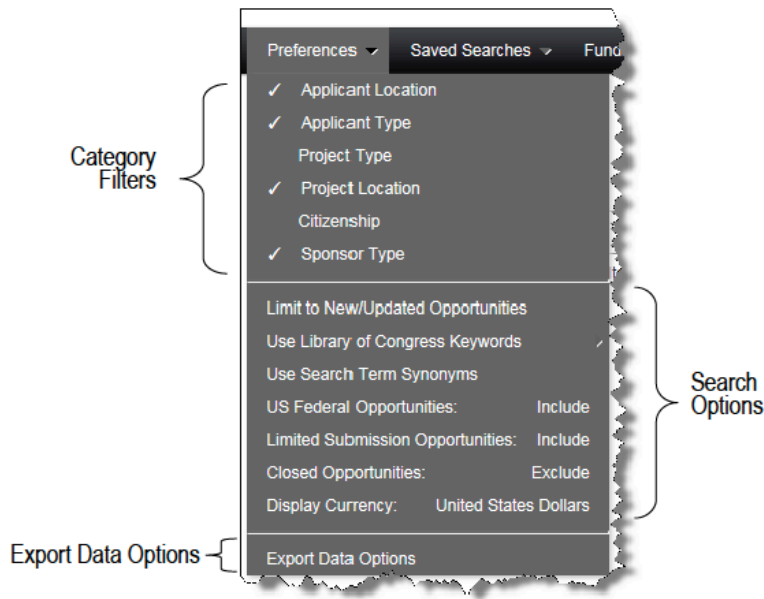 Preferences Saved Searches Fund
Applicant Location
Applicant Type
Project Type
Project Location
Citizenship
Sponsor Type
Category
Filters
Limit to New/Updated Opportunities
Use Library of Congress Keywords
Use Search Term Synonyms
US Federal Opportunities: Include
Limited Submission Opportunities: Include
Closed Opportunities: Exclude
Display Currency: United States Dollars
Search
Options
Export Data Options
Export Data Options